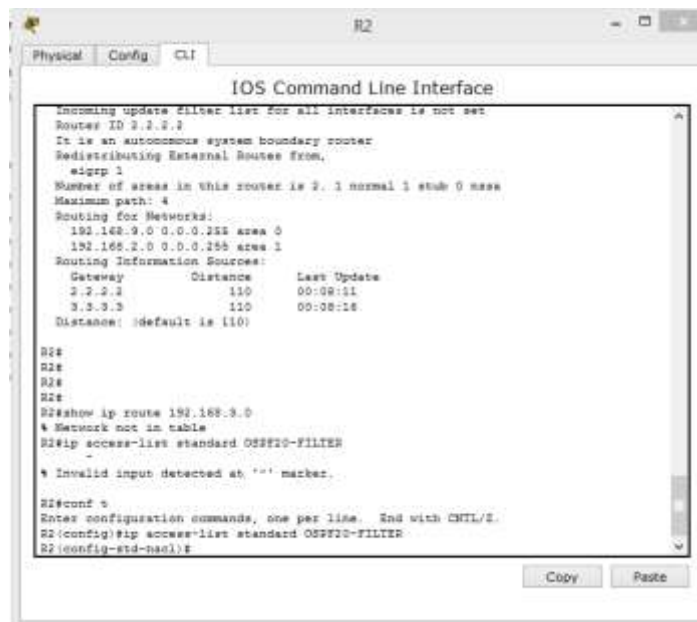 R2
Physical Config CLI
IOS Command Line Interface
Incoming update filter list for all interfaces is not set
Router ID 2.2.2.2
It is an autonomous system boundary router
Redistributing External Routes from,
eigrp 1
Number of areas in this router is 2. 1 normal 1 stub 0 nssa
Maximum path: 4
Routing for Networks:
192.168.9.0 0.0.0.255 area 0
192.168.2.0 0.0.0.255 area 1
Routing Information Sources:
Gateway Distance Last Update
2.2.2.2 110
3.3.3.3 110
Distance: (default is 110)
R2#
R2#
R2#
R2#
R2#show ip route 192.168.3.0
% Network not in table
R2#ip access-list standard OSPF20-FILTER
^
% Invalid input detected at '^' marker.
R2#conf t
Enter configuration commands, one per line. End with CNTL/Z.
R2(config)#ip access-list standard OSPF20-FILTER
R2(config-std-nacl)#
Copy Paste